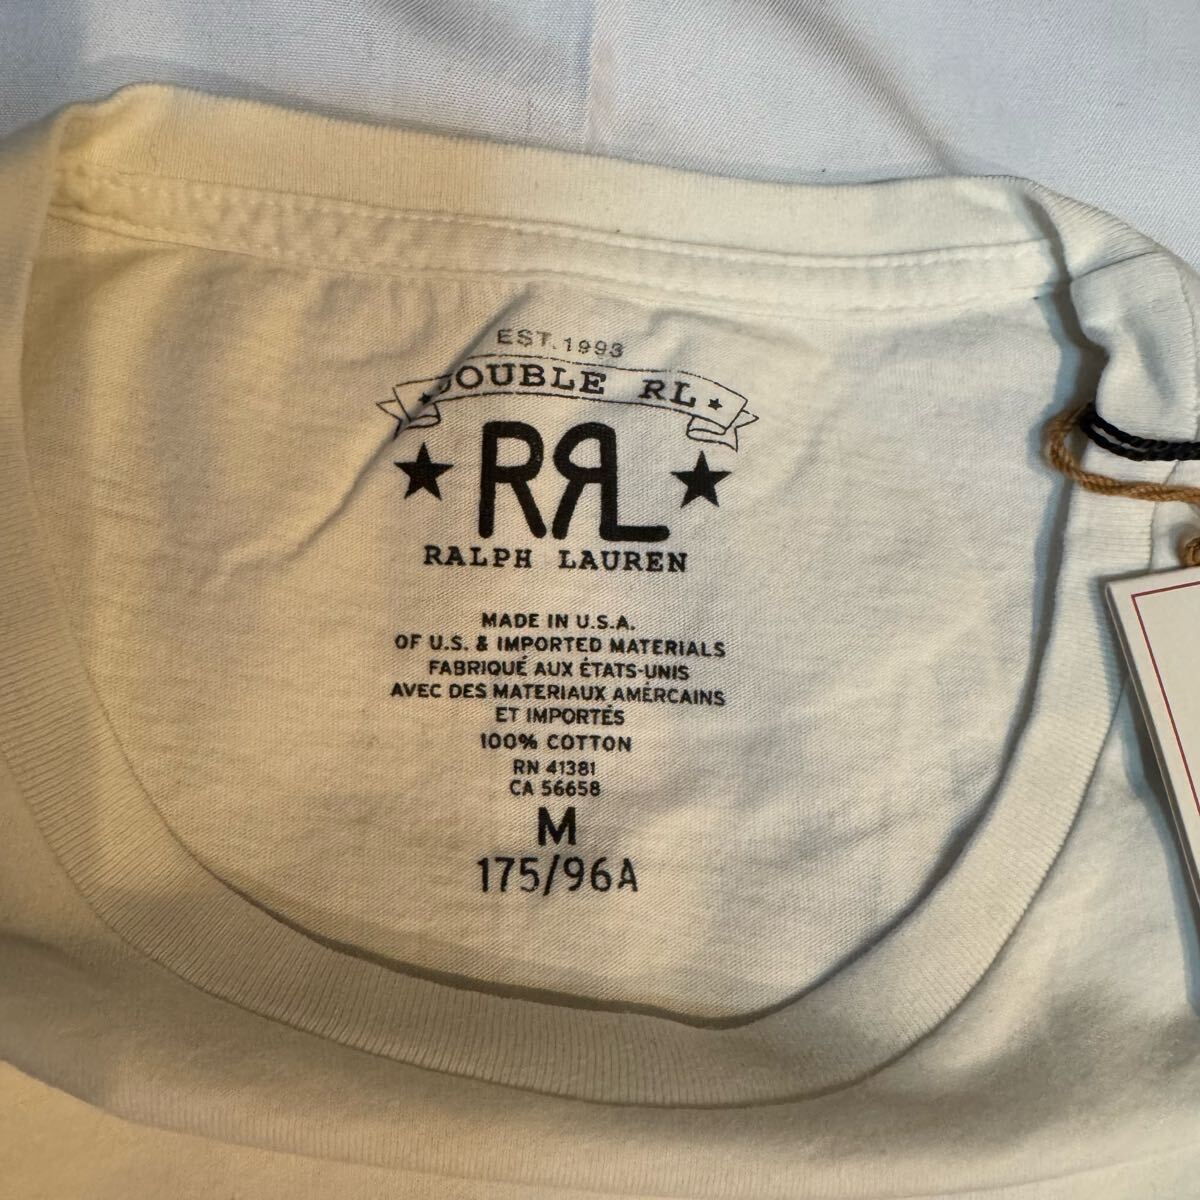 EST. 1993
DOUBLE RL
RRL
RALPH LAUREN
MADE IN U.S.A.
OF U.S. & IMPORTED MATERIALS
FABRIQUÉ AUX ÉTATS-UNIS
AVEC DES MATERIAUX AMÉRCAINS
ET IMPORTÉS
100% COTTON
RN 41381
CA 56658
M
175/96A